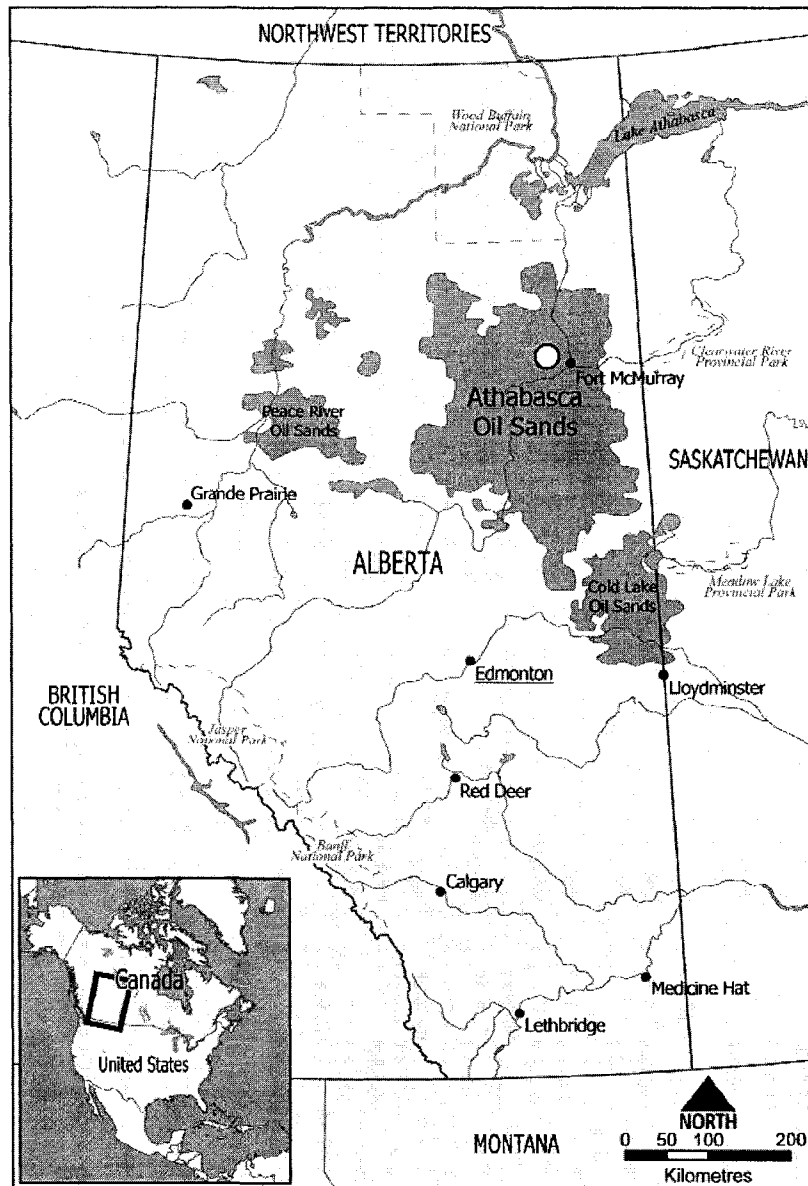 NORTHWEST TERRITORIES
Wood Buffalo
National Park
Lake Athabasca
Clearwater River
Provincial Park
Fort McMurray
Athabasca
Oil Sands
Peace River
Oil Sands
SASKATCHEWAN
Grande Prairie
ALBERTA
Cold Lake
Oil Sands
Meadow Lake
Provincial Park
Edmonton
Lloydminster
BRITISH
COLUMBIA
Jasper
National Park
Red Deer
Banff
National Park
Calgary
Medicine Hat
Lethbridge
Canada
United States
MONTANA
NORTH
0 50 100 200
Kilometres